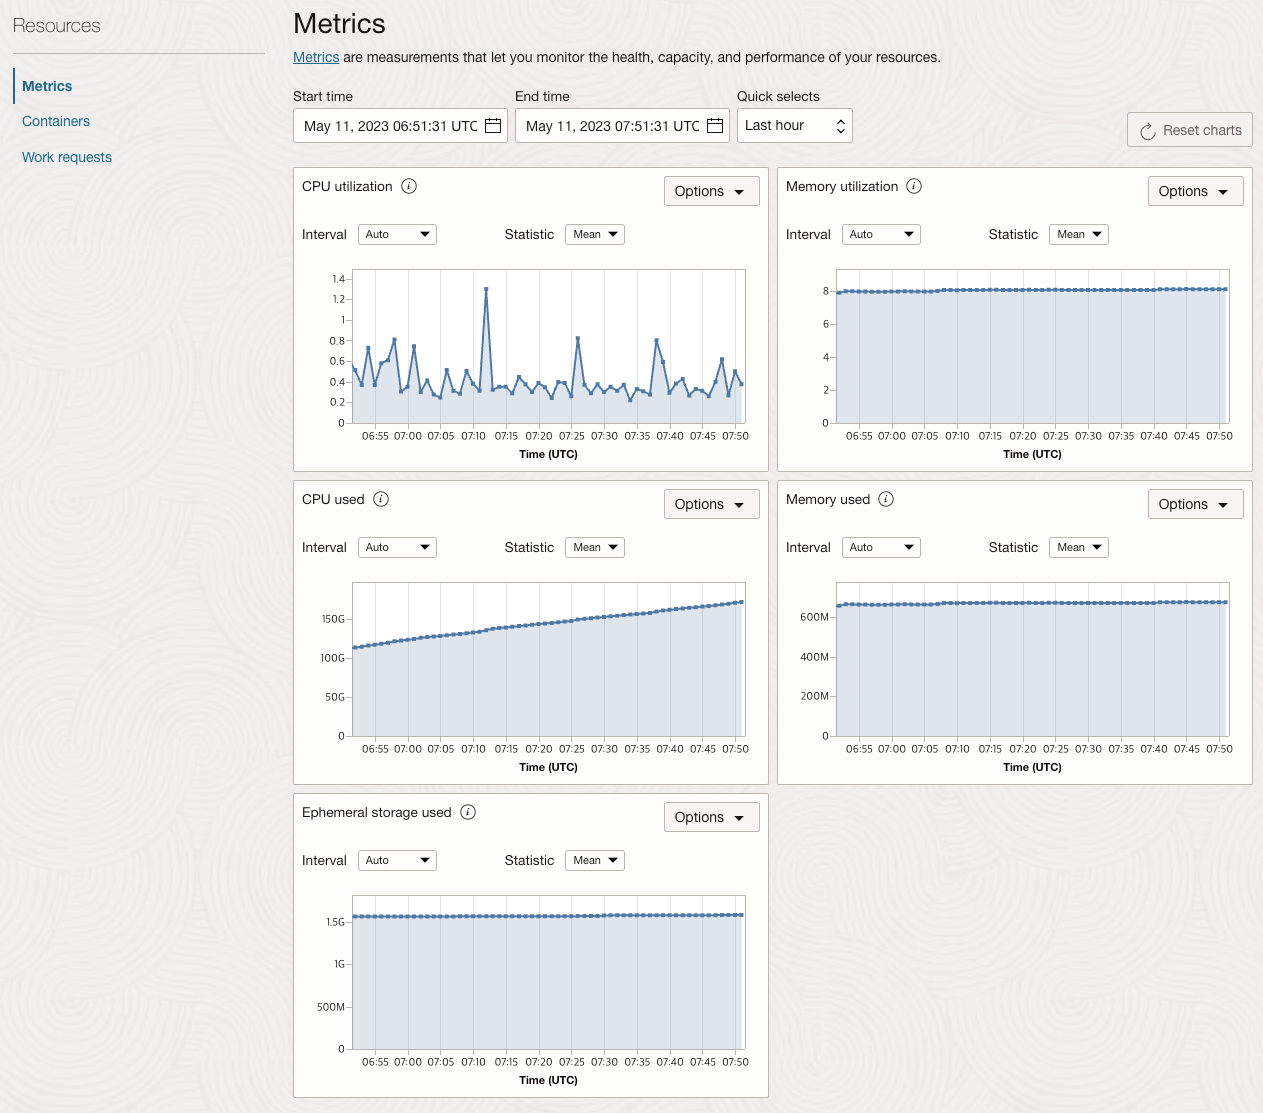 Resources
Metrics
Containers
Work requests
Metrics
Metrics are measurements that let you monitor the health, capacity, and performance of your resources.
Start time End time Quick selects
May 11, 2023 06:51:31 UTC May 11, 2023 07:51:31 UTC Last hour Reset charts
CPU utilization i Options
Interval Auto Statistic Mean
1.4
1.2
1
0.8
0.6
0.4
0.2
0
06:55 07:00 07:05 07:10 07:15 07:20 07:25 07:30 07:35 07:40 07:45 07:50
Time (UTC)
Memory utilization i Options
Interval Auto Statistic Mean
8
6
4
2
0
06:55 07:00 07:05 07:10 07:15 07:20 07:25 07:30 07:35 07:40 07:45 07:50
Time (UTC)
CPU used i Options
Interval Auto Statistic Mean
150G
100G
50G
0
06:55 07:00 07:05 07:10 07:15 07:20 07:25 07:30 07:35 07:40 07:45 07:50
Time (UTC)
Memory used i Options
Interval Auto Statistic Mean
600M
400M
200M
0
06:55 07:00 07:05 07:10 07:15 07:20 07:25 07:30 07:35 07:40 07:45 07:50
Time (UTC)
Ephemeral storage used i Options
Interval Auto Statistic Mean
1.5G
1G
500M
0
06:55 07:00 07:05 07:10 07:15 07:20 07:25 07:30 07:35 07:40 07:45 07:50
Time (UTC)